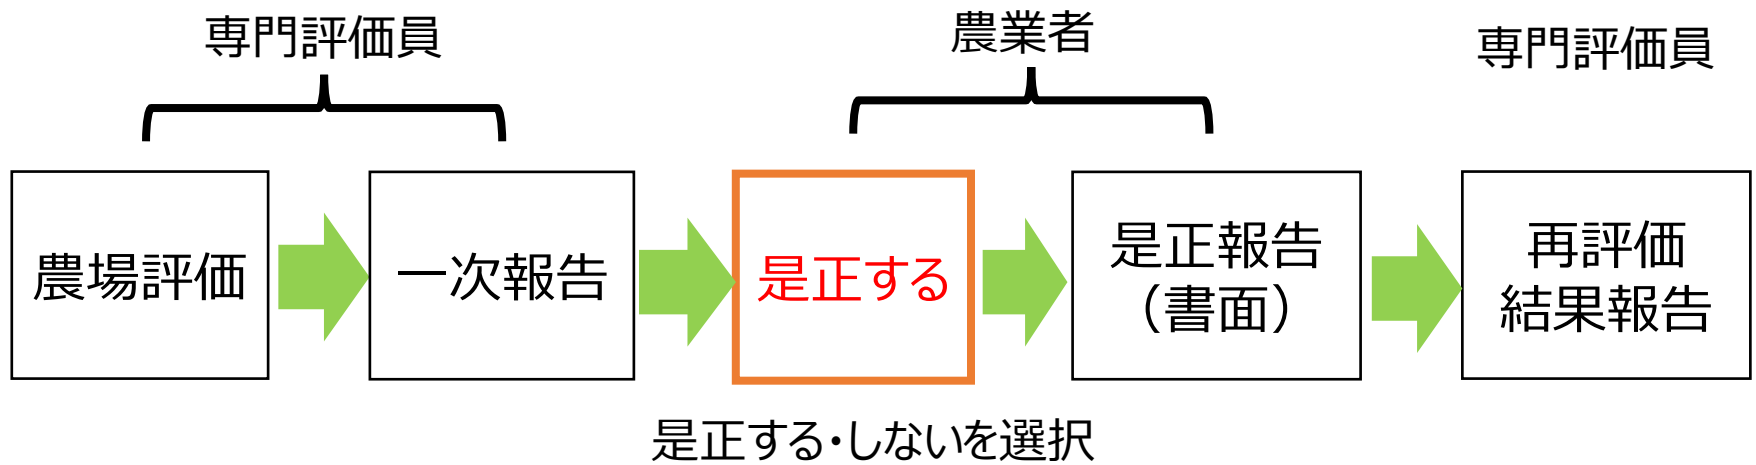 専門評価員
農業者
専門評価員
農場評価
一次報告
是正する
是正報告
（書面）
再評価
結果報告
是正する・しないを選択